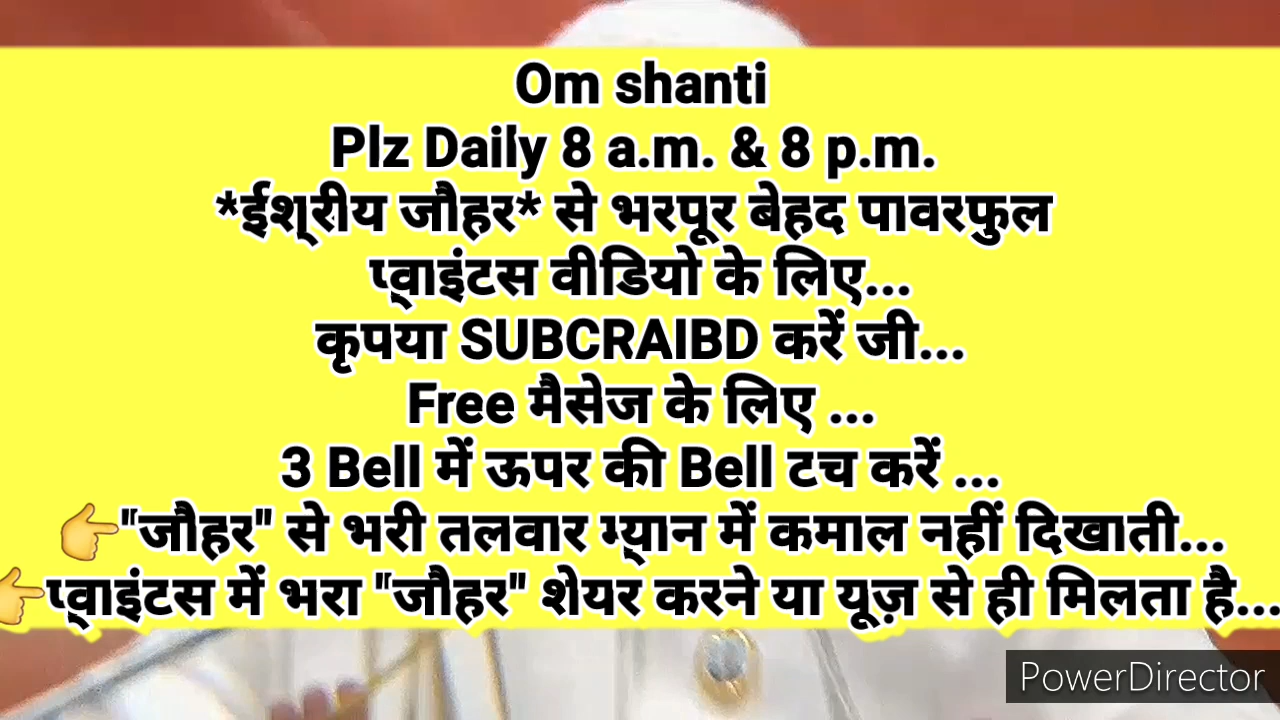 Om shanti
Plz Daily 8 a.m. & 8 p.m.
*ईश्रीय जौहर* से भरपूर बेहद पावरफुल
प्वाइंटस वीडियो के लिए...
कृपया SUBCRAIBD करें जी...
Free मैसेज के लिए ...
3 Bell में ऊपर की Bell टच करें ...
👉"जौहर" से भरी तलवार ग्यान में कमाल नहीं दिखाती...
👉प्वाइंटस में भरा "जौहर" शेयर करने या यूज़ से ही मिलता है...
PowerDirector